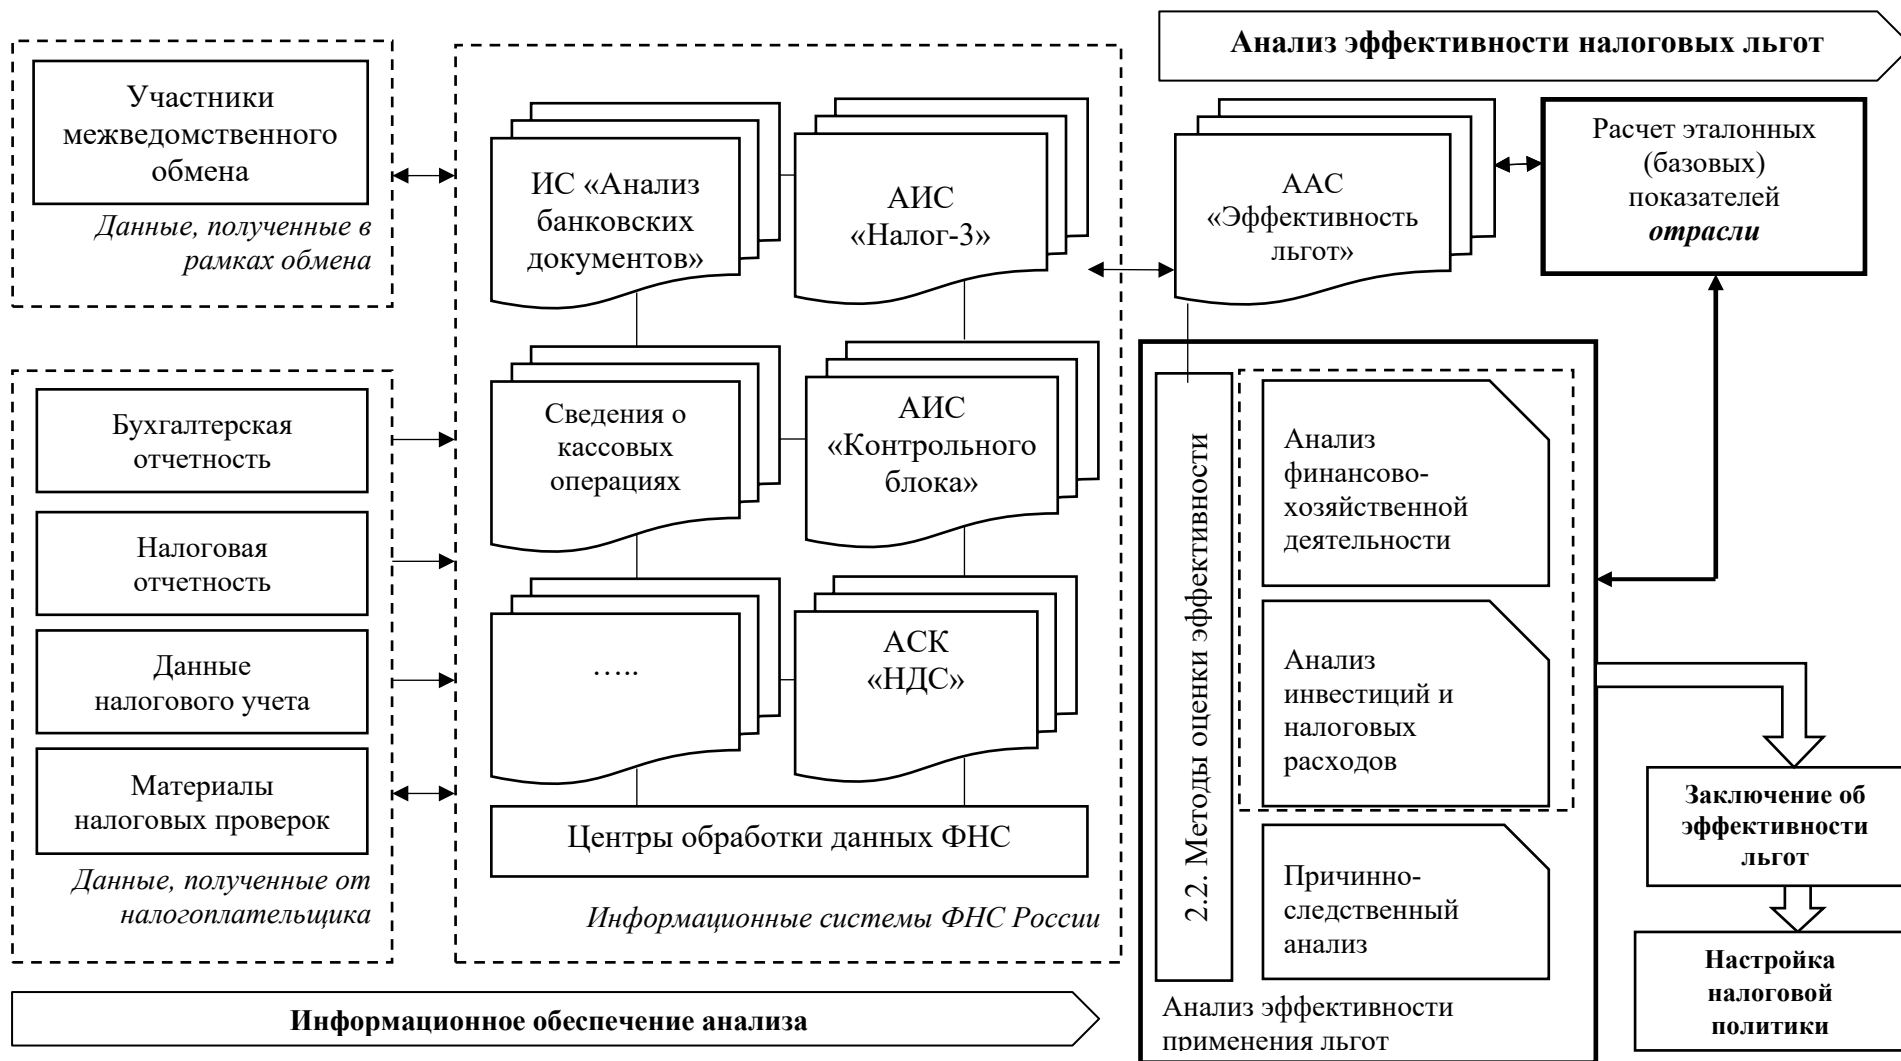 Анализ эффективности налоговых льгот
Участники
межведомственного
обмена
Данные, полученные в
рамках обмена
Бухгалтерская
отчетность
Налоговая
отчетность
Данные
налогового учета
Материалы
налоговых проверок
Данные, полученные от
налогоплательщика
ИС «Анализ
банковских
документов»
АИС
«Налог-3»
Сведения о
кассовых
операциях
АИС
«Контрольного
блока»
…..
АСК
«НДС»
Центры обработки данных ФНС
Информационные системы ФНС России
Информационное обеспечение анализа
ААС
«Эффективность
льгот»
Расчет эталонных
(базовых)
показателей
отрасли
2.2. Методы оценки эффективности
Анализ
финансово-
хозяйственной
деятельности
Анализ
инвестиций и
налоговых
расходов
Причинно-
следственный
анализ
Анализ эффективности
применения льгот
Заключение об
эффективности
льгот
Настройка
налоговой
политики